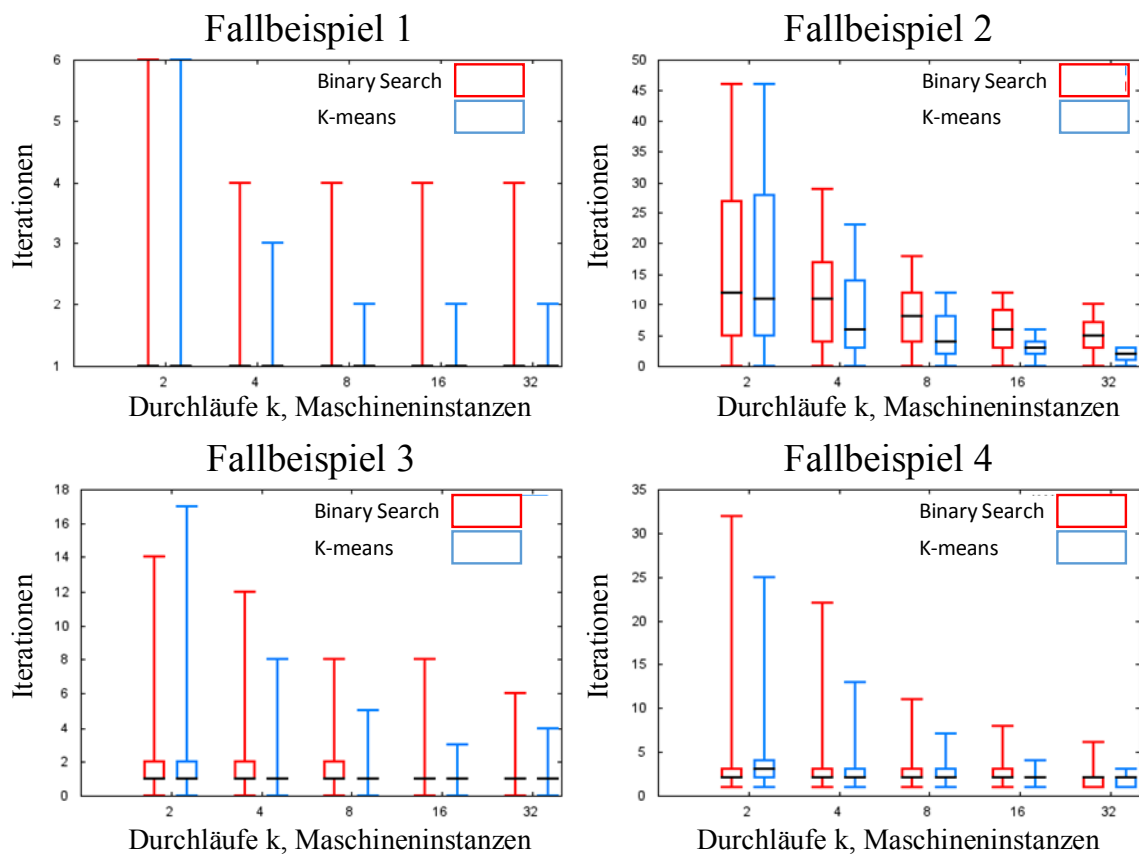 Fallbeispiel 1
6
5
4
3
2
1
Iterationen
Binary Search
K-means
2 4 8 16 32
Durchläufe k, Maschineninstanzen
Fallbeispiel 2
50
45
40
35
30
25
20
15
10
5
0
Iterationen
Binary Search
K-means
2 4 8 16 32
Durchläufe k, Maschineninstanzen
Fallbeispiel 3
18
16
14
12
10
8
6
4
2
0
Iterationen
Binary Search
K-means
2 4 8 16 32
Durchläufe k, Maschineninstanzen
Fallbeispiel 4
35
30
25
20
15
10
5
0
Iterationen
Binary Search
K-means
2 4 8 16 32
Durchläufe k, Maschineninstanzen